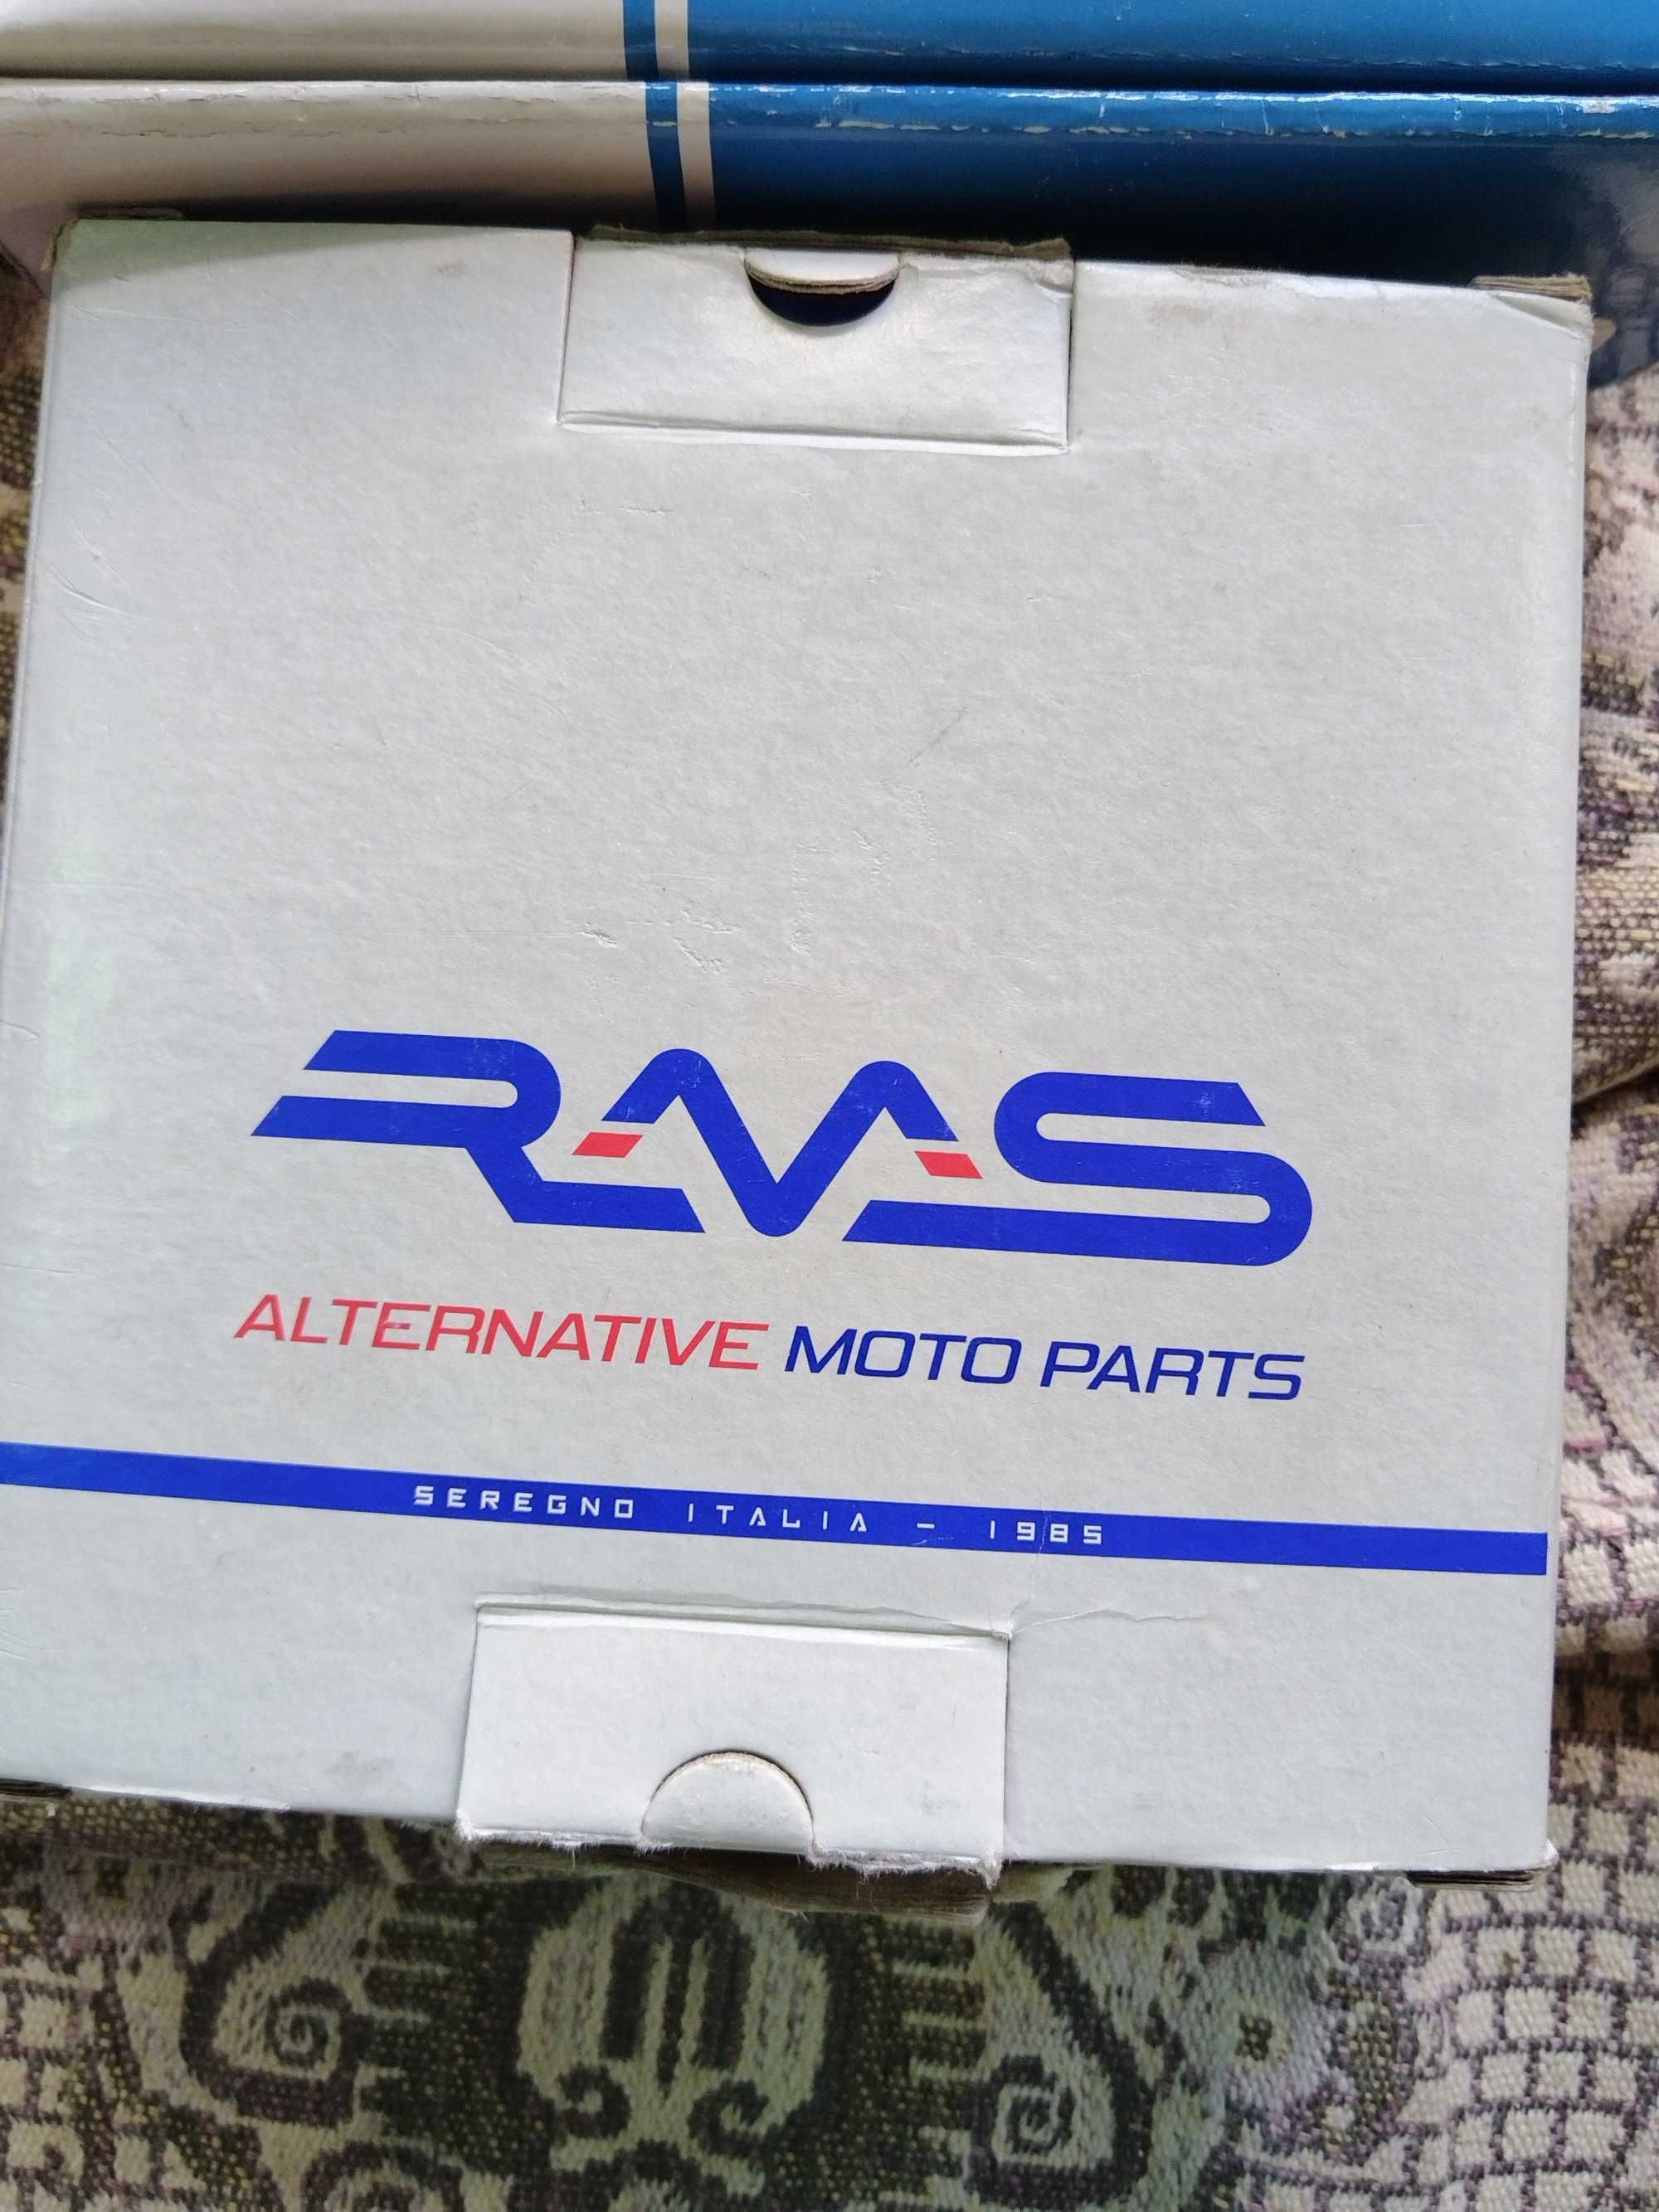 RMS
ALTERNATIVE MOTO PARTS
SEREGNO ITALIA - 1985